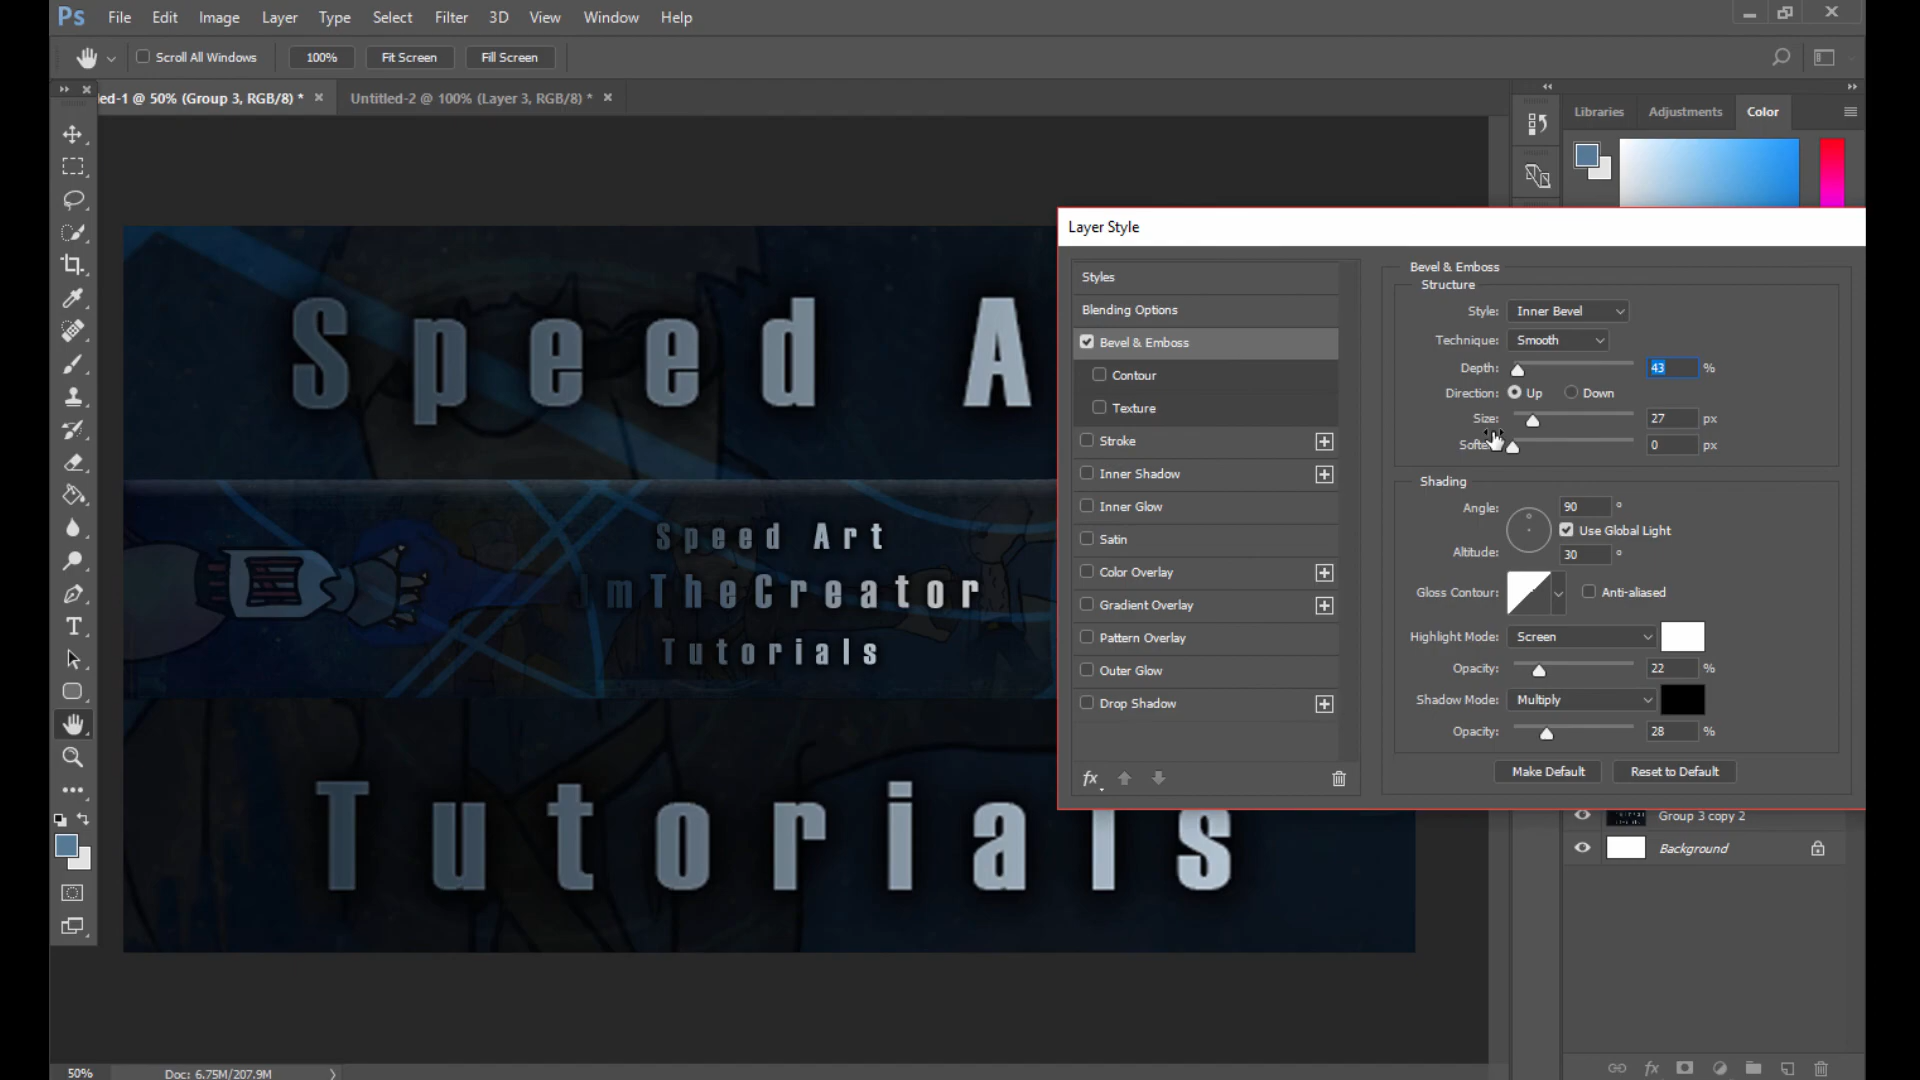 Ps File Edit Image Layer Type Select Filter 3D View Window Help
Scroll All Windows 100% Fit Screen Fill Screen
ed-1 @ 50% (Group 3, RGB/8) * Untitled-2 @ 100% (Layer 3, RGB/8) *
Libraries Adjustments Color
Speed A
Speed Art
JmTheCreator
Tutorials
Tutorials
Layer Style
Styles
Blending Options
Bevel & Emboss
Contour
Texture
Stroke
Inner Shadow
Inner Glow
Satin
Color Overlay
Gradient Overlay
Pattern Overlay
Outer Glow
Drop Shadow
fx
Bevel & Emboss
Structure
Style: Inner Bevel
Technique: Smooth
Depth: 43 %
Direction: Up Down
Size: 27 px
Softe 0 px
Shading
Angle: 90 °
Use Global Light
Altitude: 30 °
Gloss Contour: Anti-aliased
Highlight Mode: Screen
Opacity: 22 %
Shadow Mode: Multiply
Opacity: 28 %
Make Default Reset to Default
Group 3 copy 2
Background
50% Doc: 6.75M/207.9M
fx